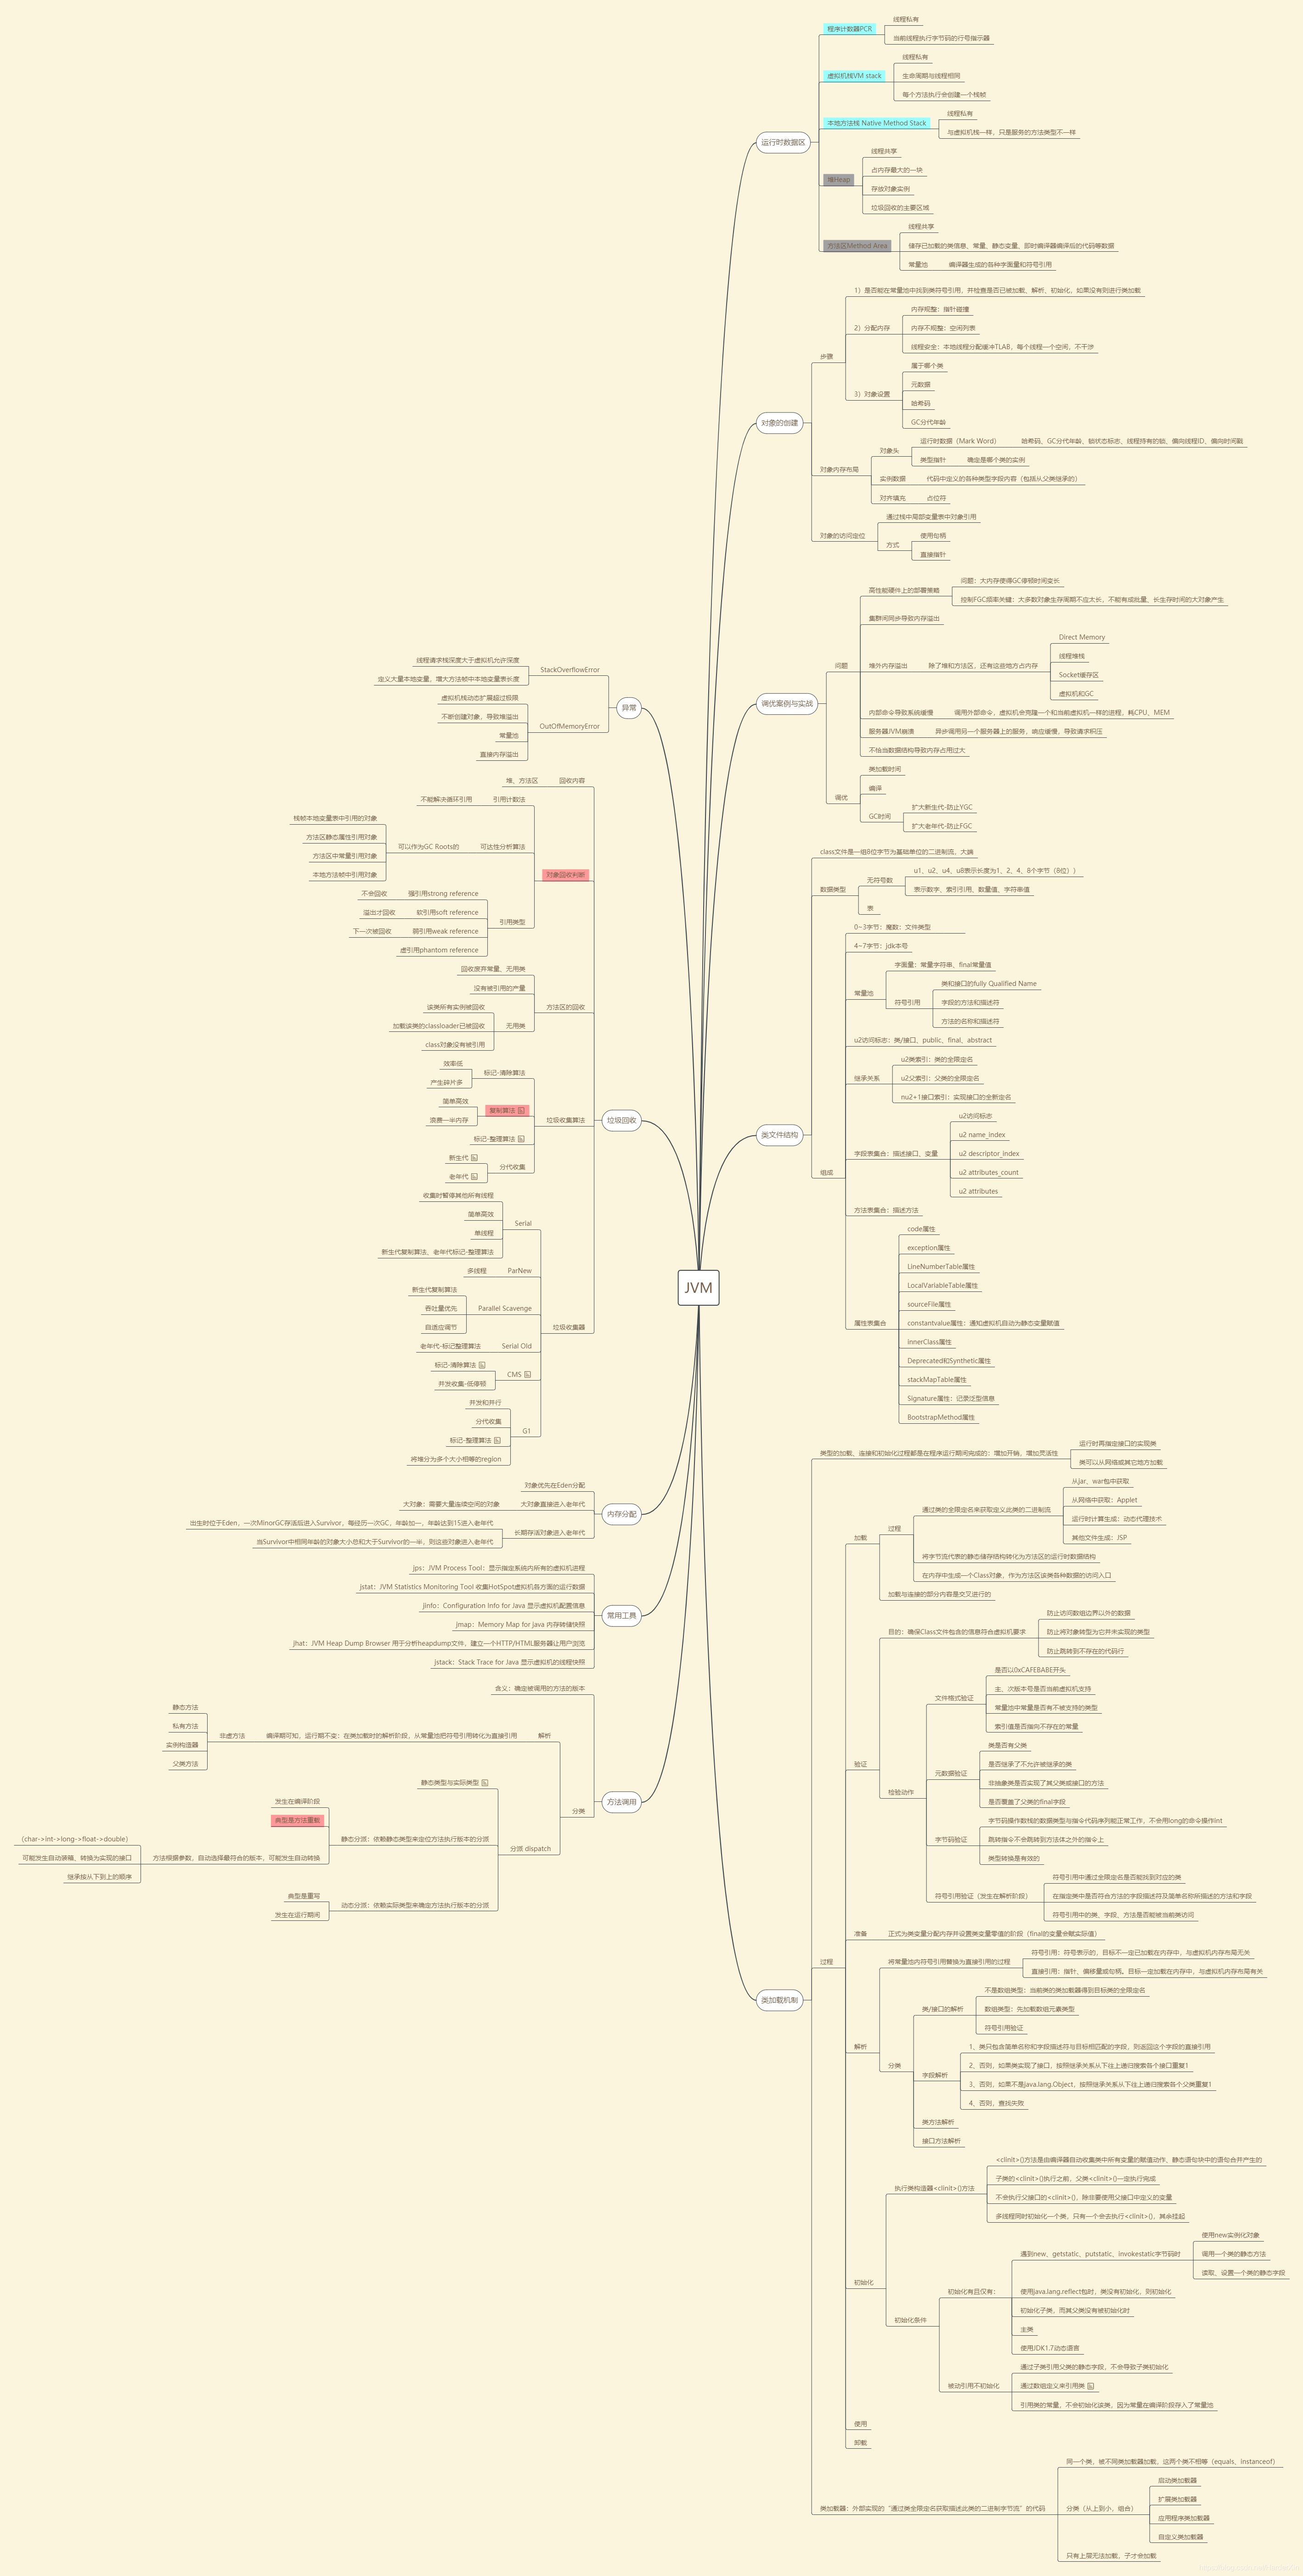 JVM
运行时数据区
程序计数器PCR
线程私有
当前线程执行字节码的行号指示器
虚拟机栈VM stack
线程私有
生命周期与线程相同
每个方法执行会创建一个栈帧
本地方法栈 Native Method Stack
线程私有
与虚拟机栈一样，只是服务的方法类型不一样
堆Heap
线程共享
占内存最大的一块
存放对象实例
垃圾回收的主要区域
方法区Method Area
线程共享
储存已加载的类信息、常量、静态变量、即时编译器编译后的代码等数据
常量池
编译器生成的各种字面量和符号引用
对象的创建
步骤
1）是否能在常量池中找到类符号引用，并检查是否已被加载、解析、初始化，如果没有则进行类加载
2）分配内存
内存规整：指针碰撞
内存不规整：空闲列表
线程安全：本地线程分配缓冲TLAB，每个线程一个空间，不干涉
3）对象设置
属于哪个类
元数据
哈希码
GC分代年龄
对象内存布局
对象头
运行时数据（Mark Word）
哈希码、GC分代年龄、锁状态标志、线程持有的锁、偏向线程ID、偏向时间戳
类型指针
确定是哪个类的实例
实例数据
代码中定义的各种类型字段内容（包括从父类继承的）
对齐填充
占位符
对象的访问定位
通过栈中局部变量表中对象引用
方式
使用句柄
直接指针
调优案例与实战
问题
高性能硬件上的部署策略
问题：大内存使得GC停顿时间变长
控制FGC频率关键：大多数对象生存周期不应太长，不能有成批量、长生存时间的大对象产生
集群间同步导致内存溢出
堆外内存溢出
除了堆和方法区，还有这些地方占内存
Direct Memory
线程堆栈
Socket缓存区
虚拟机和GC
内部命令导致系统缓慢
调用外部命令，虚拟机会克隆一个和当前虚拟机一样的进程，耗CPU、MEM
服务器JVM崩溃
异步调用另一个服务器上的服务，响应缓慢，导致请求积压
不恰当数据结构导致内存占用过大
调优
类加载时间
编译
GC时间
扩大新生代-防止YGC
扩大老年代-防止FGC
类文件结构
class文件是一组8位字节为基础单位的二进制流，大端
数据类型
无符号数
u1、u2、u4、u8表示长度为1、2、4、8个字节（8位））
表示数字、索引引用、数量值、字符串值
表
组成
0~3字节：魔数：文件类型
4~7字节：jdk本号
常量池
字面量：常量字符串、final常量值
符号引用
类和接口的fully Qualified Name
字段的方法和描述符
方法的名称和描述符
u2访问标志：类/接口、public、final、abstract
继承关系
u2类索引：类的全限定名
u2父索引：父类的全限定名
nu2+1接口索引：实现接口的全新定名
字段表集合：描述接口、变量
u2访问标志
u2 name_index
u2 descriptor_index
u2 attributes_count
u2 attributes
方法表集合：描述方法
属性表集合
code属性
exception属性
LineNumberTable属性
LocalVariableTable属性
sourceFile属性
constantvalue属性：通知虚拟机自动为静态变量赋值
innerClass属性
Deprecated和Synthetic属性
stackMapTable属性
Signature属性：记录泛型信息
BootstrapMethod属性
类加载机制
类型的加载、连接和初始化过程都是在程序运行期间完成的：增加开销，增加灵活性
运行时再指定接口的实现类
类可以从网络或其它地方加载
过程
加载
过程
通过类的全限定名来获取定义此类的二进制流
从jar、war包中获取
从网络中获取：Applet
运行时计算生成：动态代理技术
其他文件生成：JSP
将字节流代表的静态储存结构转化为方法区的运行时数据结构
在内存中生成一个Class对象，作为方法区该类各种数据的访问入口
加载与连接的部分内容是交叉进行的
验证
目的：确保Class文件包含的信息符合虚拟机要求
防止访问数组边界以外的数据
防止将对象转型为它并未实现的类型
防止跳转到不存在的代码行
检验动作
文件格式验证
是否以0xCAFEBABE开头
主、次版本号是否当前虚拟机支持
常量池中常量是否有不被支持的类型
索引值是否指向不存在的常量
元数据验证
类是否有父类
是否继承了不允许被继承的类
非抽象类是否实现了其父类或接口的方法
是否覆盖了父类的final字段
字节码验证
字节码操作数栈的数据类型与指令代码序列能正常工作，不会用long的命令操作int
跳转指令不会跳转到方法体之外的指令上
类型转换是有效的
符号引用验证（发生在解析阶段）
符号引用中通过全限定名是否能找到对应的类
在指定类中是否符合方法的字段描述符及简单名称所描述的方法和字段
符号引用中的类、字段、方法是否能被当前类访问
准备
正式为类变量分配内存并设置类变量零值的阶段（final的变量会赋实际值）
解析
将常量池内符号引用替换为直接引用的过程
符号引用：符号表示的、目标不一定已加载在内存中，与虚拟机内存布局无关
直接引用：指针、偏移量或句柄。目标一定加载在内存中，与虚拟机内存布局有关
分类
类/接口的解析
不是数组类型：当前类的类加载器得到目标类的全限定名
数组类型：先加载数组元素类型
符号引用验证
字段解析
1、类只包含简单名称和字段描述符与目标相匹配的字段，则返回这个字段的直接引用
2、否则，如果类实现了接口，按照继承关系从下往上递归搜索各个接口重复1
3、否则，如果不是java.lang.Object，按照继承关系从下往上递归搜索各个父类重复1
4、否则，查找失败
类方法解析
接口方法解析
初始化
执行类构造器<clinit>()方法
<clinit>()方法是由编译器自动收集类中所有变量的赋值动作、静态语句块中的语句合并产生的
子类的<clinit>()执行之前，父类<clinit>()一定执行完成
不会执行父接口的<clinit>()，除非要使用父接口中定义的变量
多线程同时初始化一个类，只有一个会去执行<clinit>()，其余挂起
初始化条件
初始化有且仅有：
遇到new、getstatic、putstatic、invokestatic字节码时
使用new实例化对象
调用一个类的静态方法
读取、设置一个类的静态字段
使用java.lang.reflect包时，类没有初始化，则初始化
初始化子类，而其父类没有被初始化时
主类
使用JDK1.7动态语言
被动引用不初始化
通过子类引用父类的静态字段，不会导致子类初始化
通过数组定义来引用类
引用类的常量，不会初始化该类，因为常量在编译阶段存入了常量池
使用
卸载
类加载器：外部实现的“通过类全限定名获取描述此类的二进制字节流”的代码
同一个类，被不同类加载器加载，这两个类不相等（equals、instanceof）
分类（从上到小，组合）
启动类加载器
扩展类加载器
应用程序类加载器
自定义类加载器
只有上层无法加载，子才会加载
异常
StackOverflowError
线程请求栈深度大于虚拟机允许深度
定义大量本地变量，增大方法帧中本地变量表长度
OutOfMemoryError
虚拟机栈动态扩展超过极限
不断创建对象，导致堆溢出
常量池
直接内存溢出
垃圾回收
回收内容
堆、方法区
对象回收判断
引用计数法
不能解决循环引用
可达性分析算法
可以作为GC Roots的
栈帧本地变量表中引用的对象
方法区静态属性引用对象
方法区中常量引用对象
本地方法帧中引用对象
引用类型
强引用strong reference
不会回收
软引用soft reference
溢出才回收
弱引用weak reference
下一次被回收
虚引用phantom reference
方法区的回收
回收废弃常量、无用类
没有被引用的产量
无用类
该类所有实例被回收
加载该类的classloader已被回收
class对象没有被引用
垃圾收集算法
标记-清除算法
效率低
产生碎片多
复制算法
简单高效
浪费一半内存
标记-整理算法
分代收集
新生代
老年代
垃圾收集器
Serial
收集时暂停其他所有线程
简单高效
单线程
新生代复制算法、老年代标记-整理算法
ParNew
多线程
Parallel Scavenge
新生代复制算法
吞吐量优先
自适应调节
Serial Old
老年代-标记整理算法
CMS
标记-清除算法
并发收集-低停顿
G1
并发和并行
分代收集
标记-整理算法
将堆分为多个大小相等的region
内存分配
对象优先在Eden分配
大对象直接进入老年代
大对象：需要大量连续空间的对象
长期存活对象进入老年代
出生时位于Eden，一次MinorGC存活后进入Survivor，每经历一次GC，年龄加一，年龄达到15进入老年代
当Survivor中相同年龄的对象大小总和大于Survivor的一半，则这些对象进入老年代
常用工具
jps：JVM Process Tool：显示指定系统内所有的虚拟机进程
jstat：JVM Statistics Monitoring Tool 收集HotSpot虚拟机各方面的运行数据
jinfo：Configuration Info for Java 显示虚拟机配置信息
jmap：Memory Map for java 内存转储快照
jhat：JVM Heap Dump Browser 用于分析heapdump文件，建立一个HTTP/HTML服务器让用户浏览
jstack：Stack Trace for Java 显示虚拟机的线程快照
方法调用
含义：确定被调用的方法的版本
分类
解析
编译期可知，运行期不变：在类加载时的解析阶段，从常量池把符号引用转化为直接引用
非虚方法
静态方法
私有方法
实例构造器
父类方法
分派 dispatch
静态类型与实际类型
静态分派：依赖静态类型来定位方法执行版本的分派
发生在编译阶段
典型是方法重载
方法根据参数，自动选择最符合的版本，可能发生自动转换
（char->int->long->float->double）
可能发生自动装箱、转换为实现的接口
继承按从下到上的顺序
动态分派：依赖实际类型来确定方法执行版本的分派
典型是重写
发生在运行期间